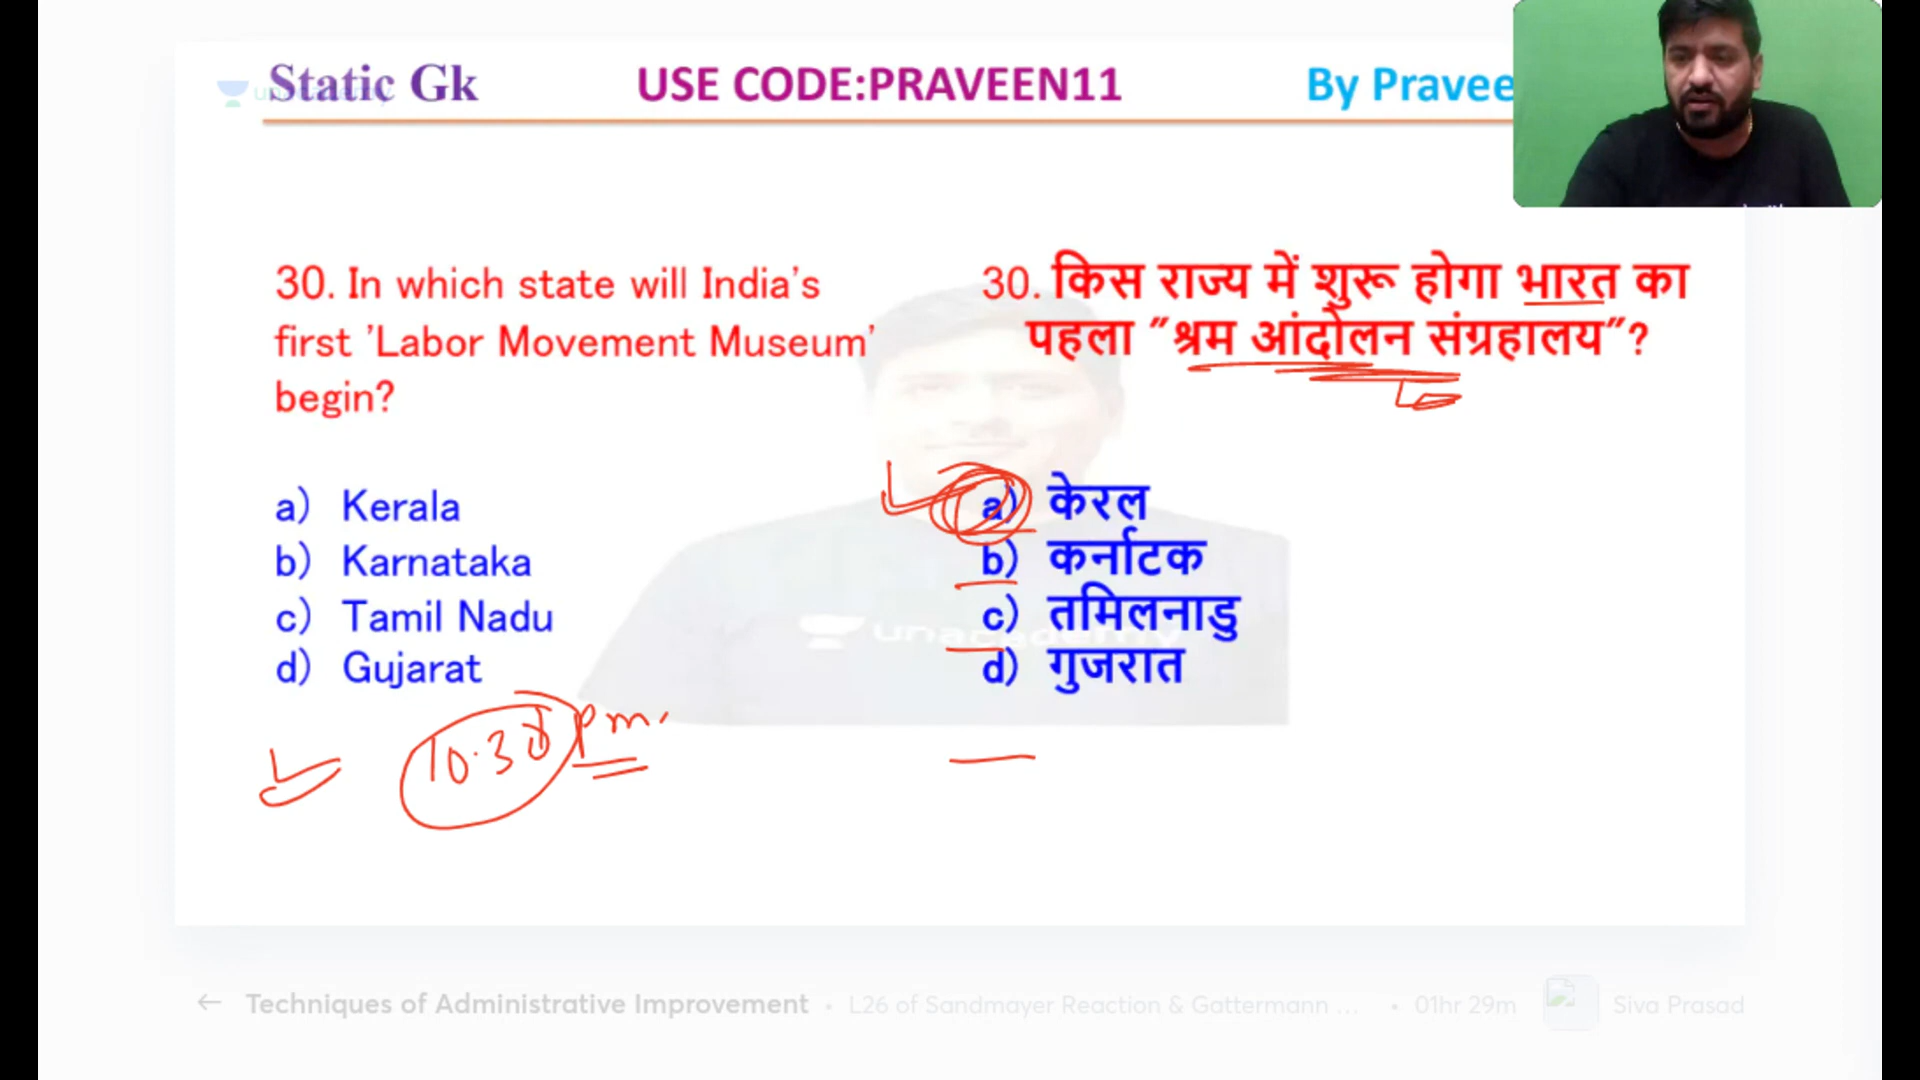 Static Gk
USE CODE:PRAVEEN11
By Pravee
unacademy
30. In which state will India's
first 'Labor Movement Museum'
begin?
a) Kerala
b) Karnataka
c) Tamil Nadu
d) Gujarat
30. किस राज्य में शुरू होगा भारत का
पहला "श्रम आंदोलन संग्रहालय"?
a) केरल
b) कर्नाटक
c) तमिलनाडु
d) गुजरात
unacademy
10.30 pm.
← Techniques of Administrative Improvement • L26 of Sandmayer Reaction & Gattermann ... • 01hr 29m Siva Prasad